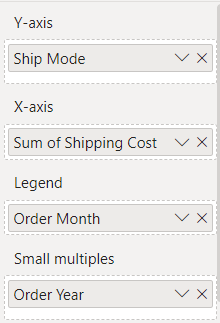 Y-axis
Ship Mode
X-axis
Sum of Shipping Cost
Legend
Order Month
Small multiples
Order Year